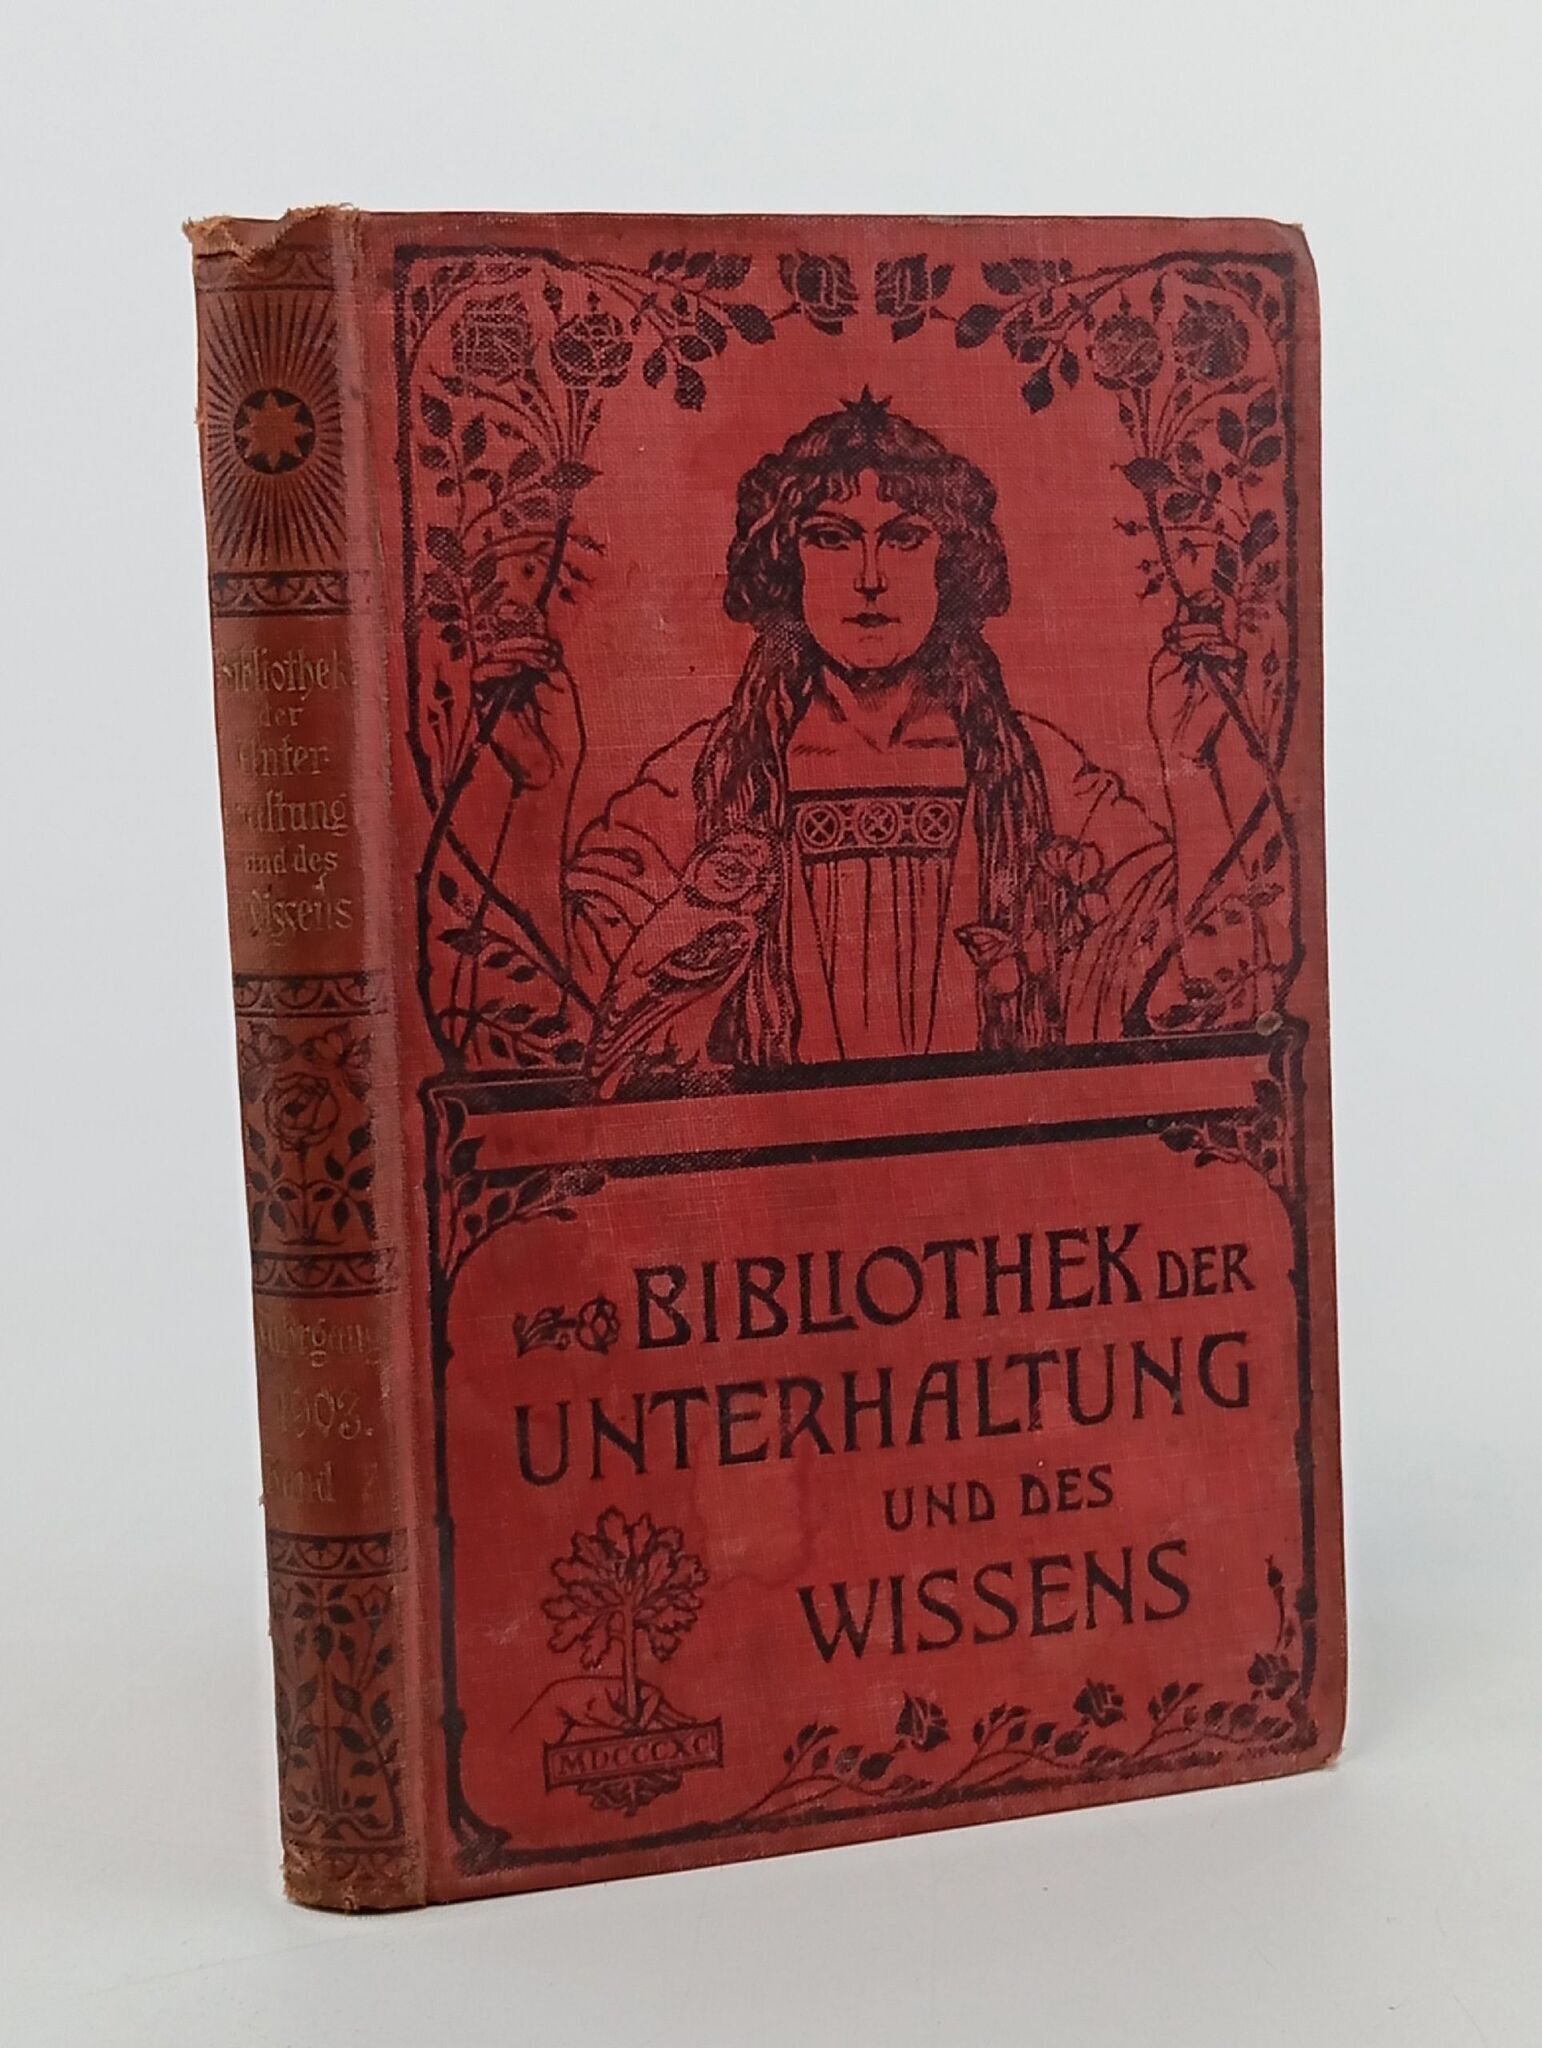 Bibliothek
der
Unter-
haltung
und des
Wissens
Jahrgang
1903.
Band
BIBLIOTHEK DER
UNTERHALTUNG
UND DES
WISSENS
MDCCCXC